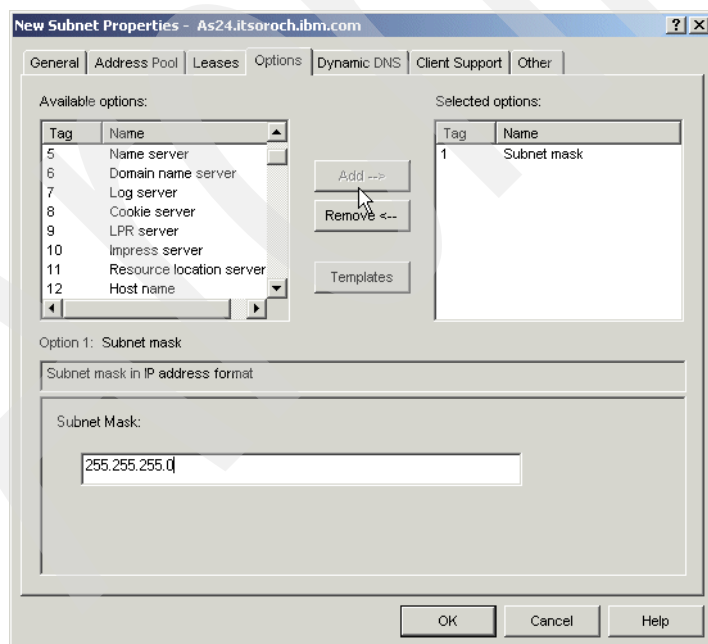 New Subnet Properties - As24.itsoroch.ibm.com
General Address Pool Leases Options Dynamic DNS Client Support Other
Available options:
Selected options:
Tag Name
5 Name server
6 Domain name server
7 Log server
8 Cookie server
9 LPR server
10 Impress server
11 Resource location server
12 Host name
Add -->
Remove <--
Templates
Tag Name
1 Subnet mask
Option 1: Subnet mask
Subnet mask in IP address format
Subnet Mask:
255.255.255.0
OK Cancel Help